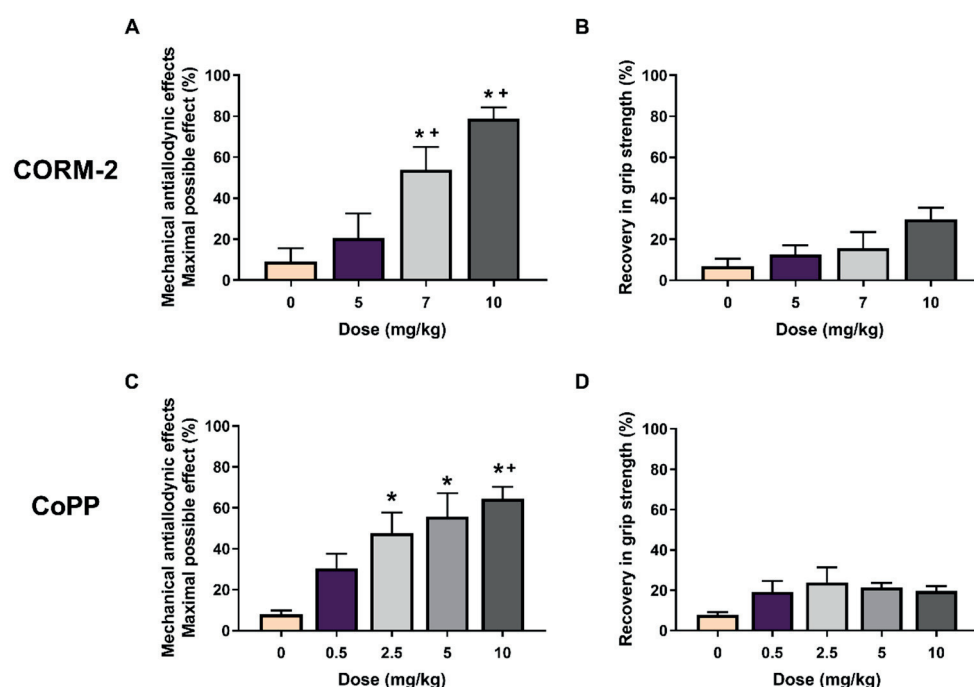 A
B
CORM-2
Mechanical antiallodynic effects
Maximal possible effect (%)
100
80
60
40
20
0
* +
* +
0 5 7 10
Dose (mg/kg)
Recovery in grip strength (%)
100
80
60
40
20
0
0 5 7 10
Dose (mg/kg)
C
D
CoPP
Mechanical antiallodynic effects
Maximal possible effect (%)
100
80
60
40
20
0
*
*
*+
0 0.5 2.5 5 10
Dose (mg/kg)
Recovery in grip strength (%)
100
80
60
40
20
0
0 0.5 2.5 5 10
Dose (mg/kg)